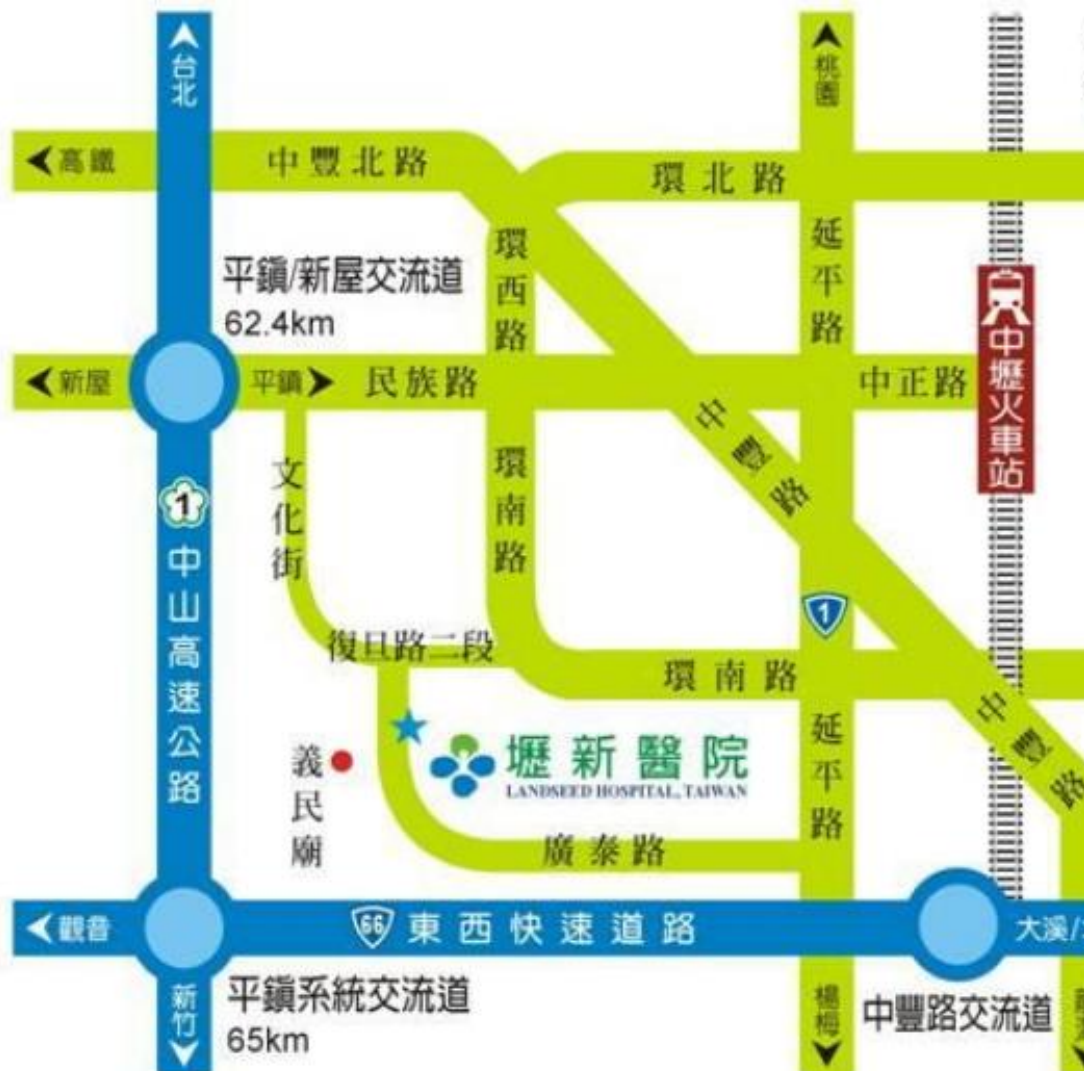 台北
桃園
高鐵
中豐北路
環北路
環西路
延平路
平鎮/新屋交流道
62.4km
新屋
平鎮
民族路
中正路
中壢火車站
中豐路
文化街
環南路
1
中山高速公路
1
復旦路二段
環南路
中豐路
義民廟
壢新醫院
LANDSEED HOSPITAL, TAIWAN
延平路
廣泰路
觀音
66
東西快速道路
大溪/
新竹
平鎮系統交流道
65km
楊梅
中豐路交流道